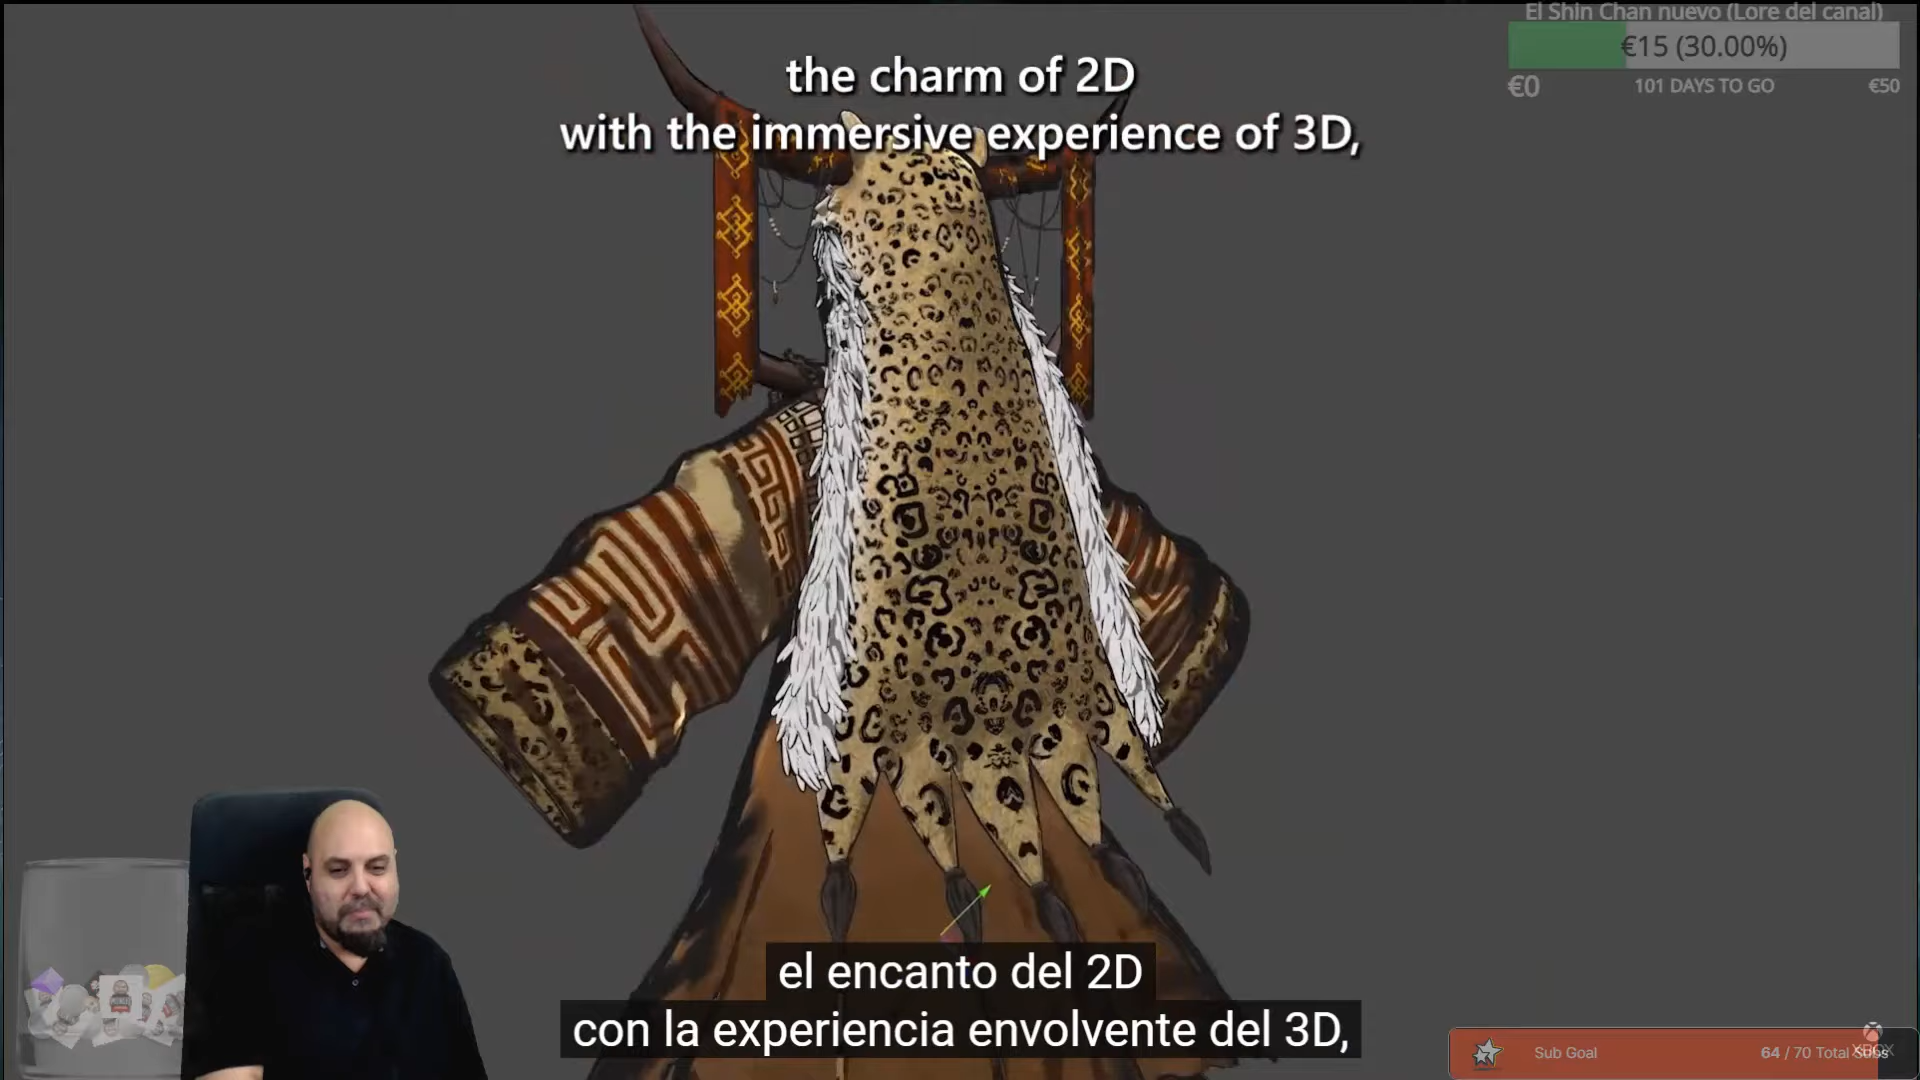 El Shin Chan nuevo (Lore del canal)
€15 (30.00%)
€0 101 DAYS TO GO €50
the charm of 2D
with the immersive experience of 3D,
el encanto del 2D
con la experiencia envolvente del 3D,
Sub Goal 64 / 70 Total Subs
XBOX